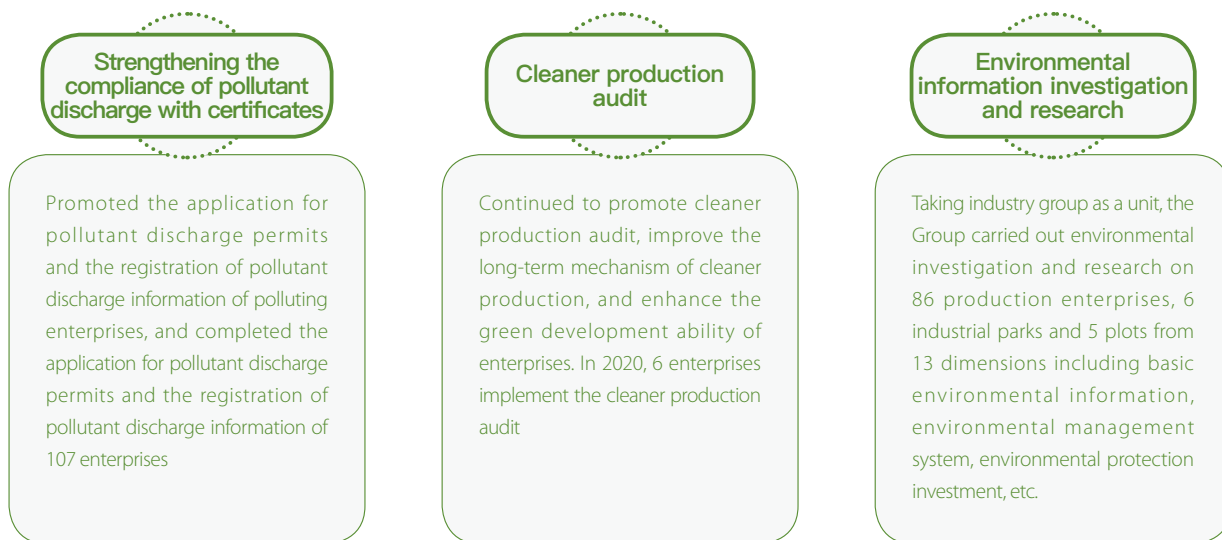 Strengthening the
compliance of pollutant
discharge with certificates
Promoted the application for
pollutant discharge permits
and the registration of pollutant
discharge information of polluting
enterprises, and completed the
application for pollutant discharge
permits and the registration of
pollutant discharge information of
107 enterprises
Cleaner production
audit
Continued to promote cleaner
production audit, improve the
long-term mechanism of cleaner
production, and enhance the
green development ability of
enterprises. In 2020, 6 enterprises
implement the cleaner production
audit
Environmental
information investigation
and research
Taking industry group as a unit, the
Group carried out environmental
investigation and research on
86 production enterprises, 6
industrial parks and 5 plots from
13 dimensions including basic
environmental information,
environmental management
system, environmental protection
investment, etc.